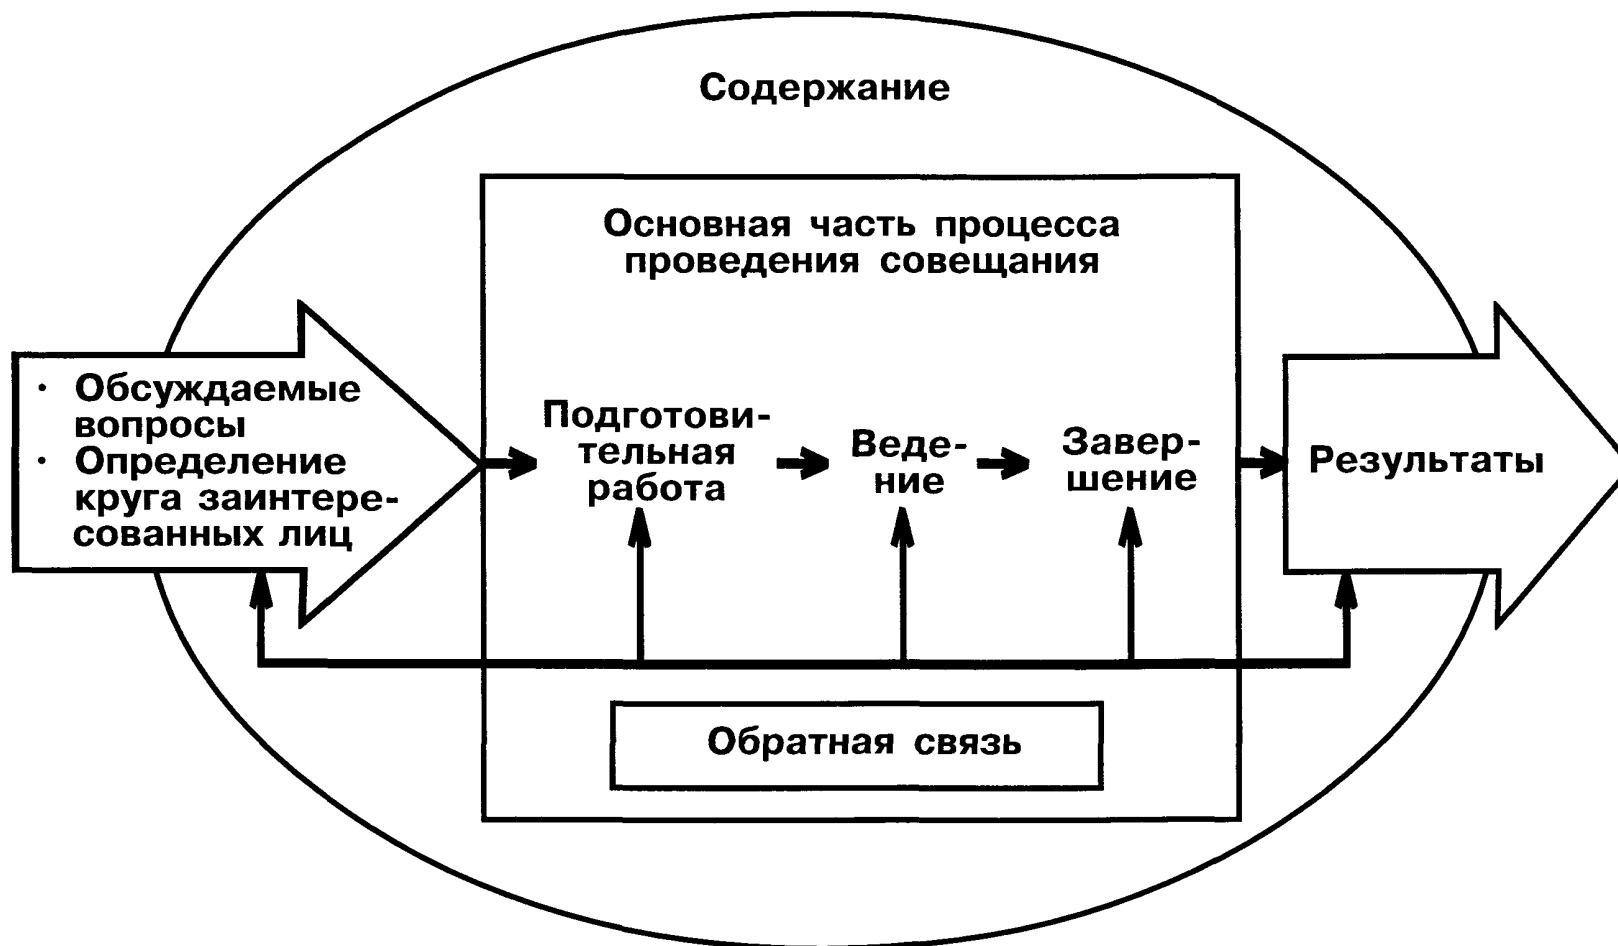 Содержание
Основная часть процесса
проведения совещания
· Обсуждаемые
вопросы
· Определение
круга заинтере-
сованных лиц
Подготови-
тельная
работа
Веде-
ние
Завер-
шение
Результаты
Обратная связь